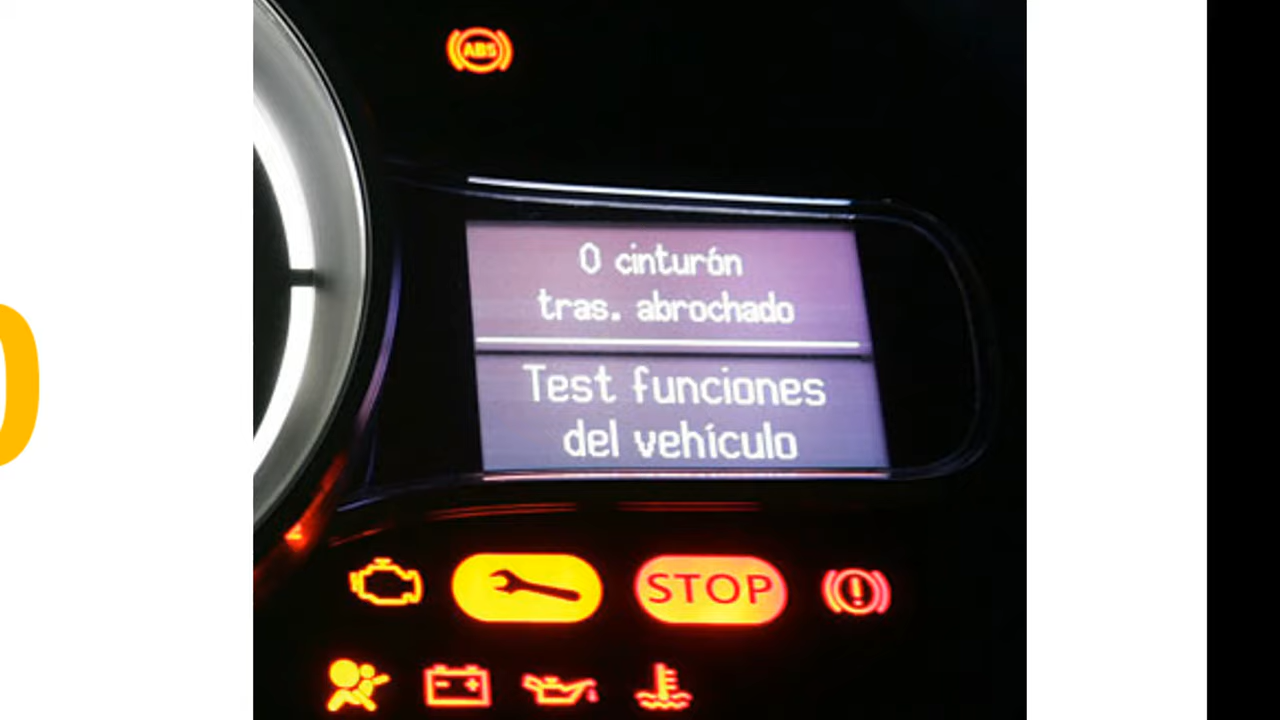 ABS
0 cinturón
tras. abrochado
Test funciones
del vehículo
STOP